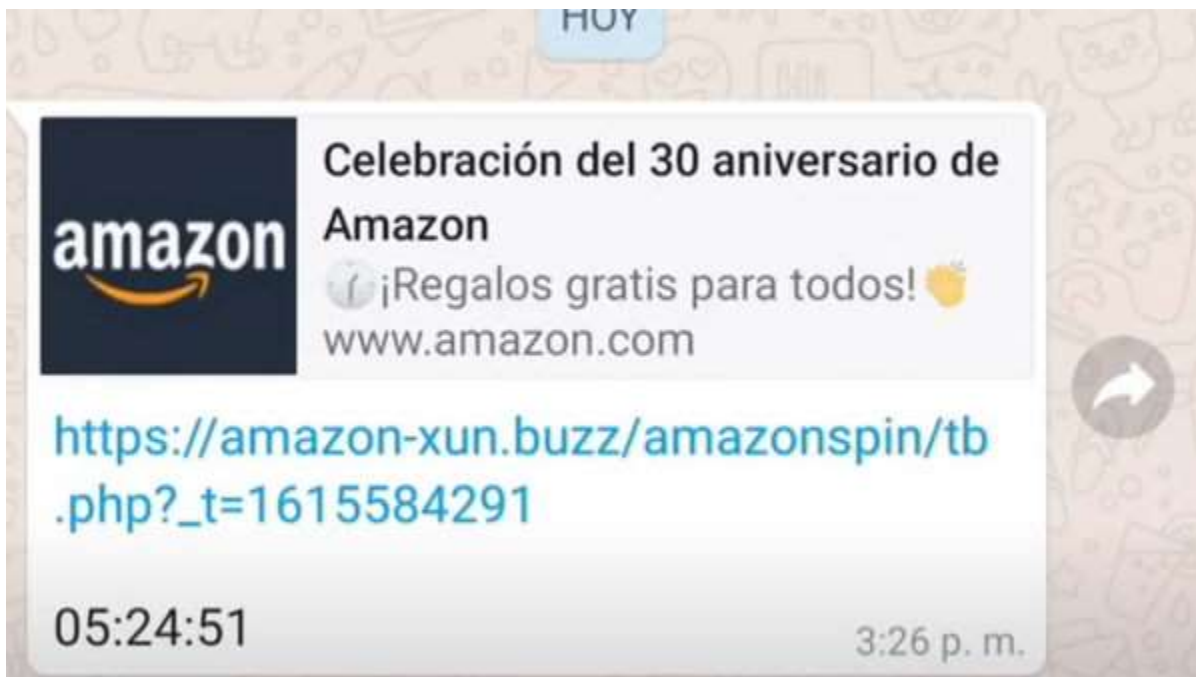 HOY
amazon
Celebración del 30 aniversario de
Amazon
🕐¡Regalos gratis para todos!👏
www.amazon.com
https://amazon-xun.buzz/amazonspin/tb
.php?_t=1615584291
05:24:51
3:26 p. m.